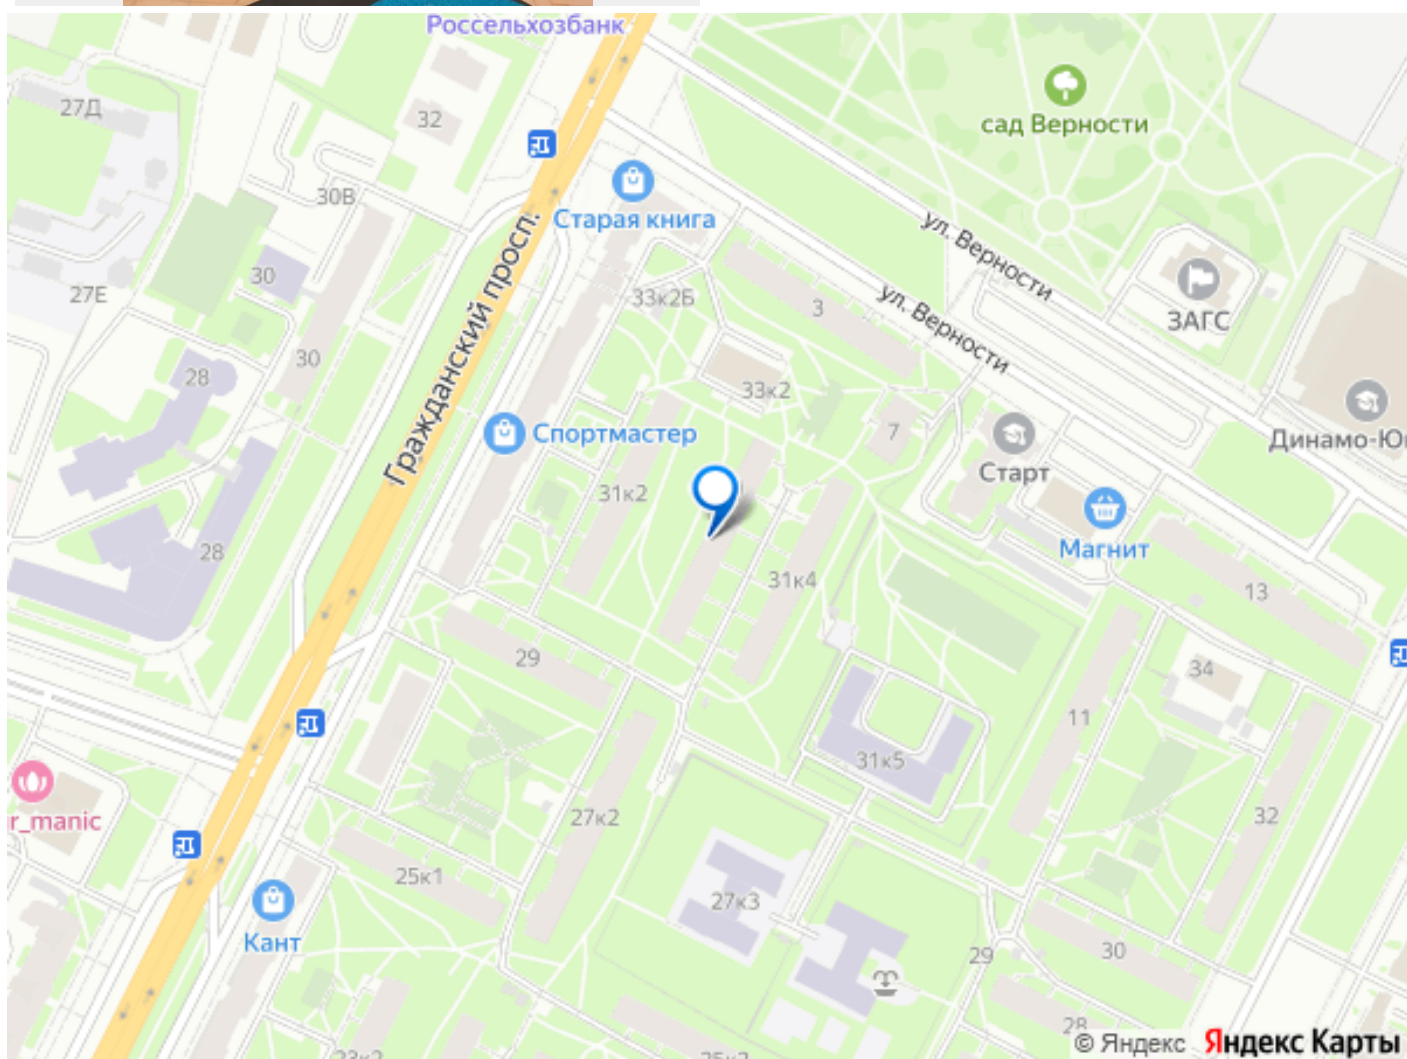 Россельхозбанк
27Д
32
сад Верности
30В
Старая книга
ул. Верности
30
27Е
33к2Б
ЗАГС
3
ул. Верности
Гражданский просп.
30
28
33к2
Динамо-Ю
7
Спортмастер
Старт
31к2
Магнит
28
31к4
13
29
34
11
31к5
r_manic
27к2
32
25к1
27к3
Кант
29
30
28
© Яндекс Яндекс Карты